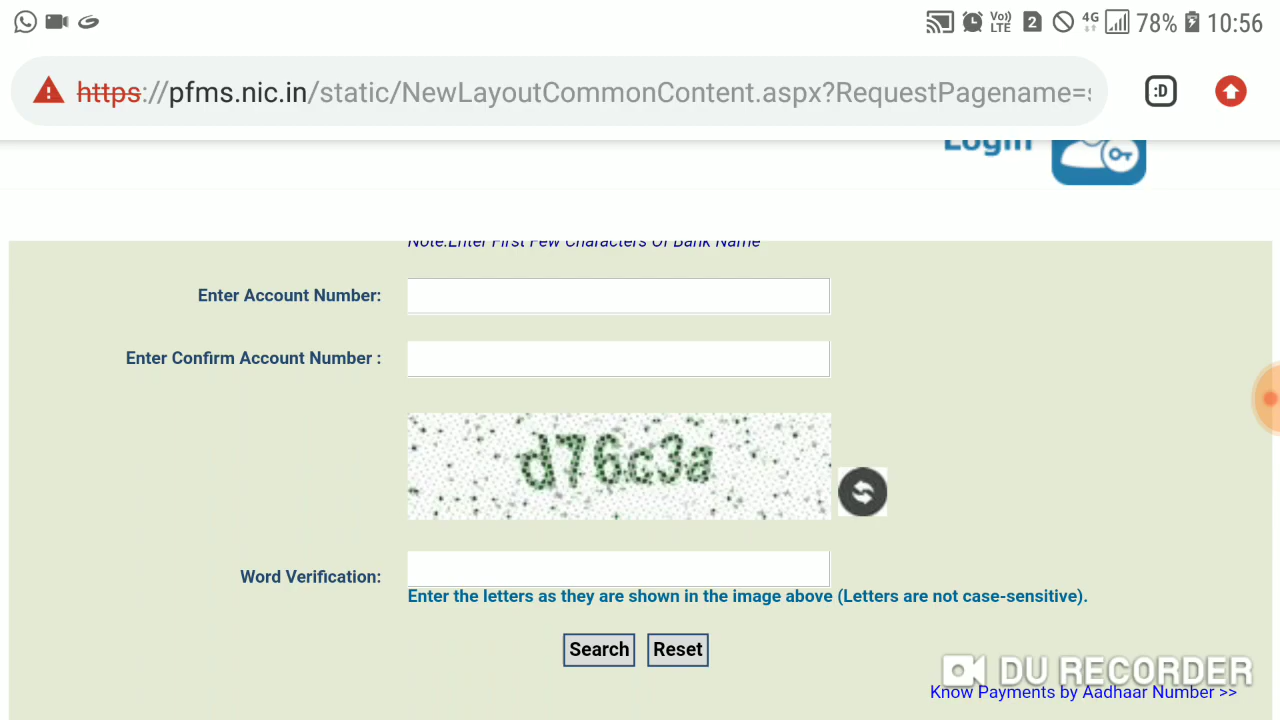 Vo)) LTE 2 4G 78% 10:56
https://pfms.nic.in/static/NewLayoutCommonContent.aspx?RequestPagename=s
:D
Login
Note:Enter First Few Characters Of Bank Name
Enter Account Number:
Enter Confirm Account Number :
d76c3a
Word Verification:
Enter the letters as they are shown in the image above (Letters are not case-sensitive).
Search Reset
DU RECORDER
Know Payments by Aadhaar Number >>